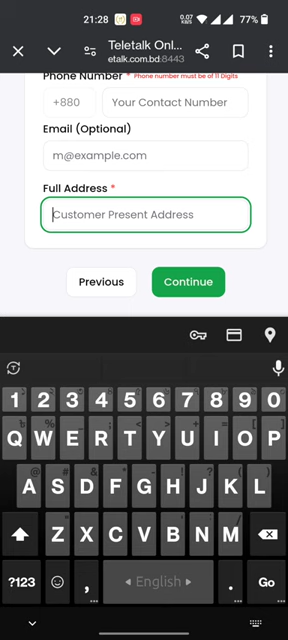 21:28
0.07
KB/S
77%
Teletalk Onl...
etalk.com.bd:8443
Phone Number * Phone number must be of 11 Digits
+880 Your Contact Number
Email (Optional)
m@example.com
Full Address *
Customer Present Address
Previous Continue
1 2 3 4 5 6 7 8 9 0
Q W E R T Y U I O P
A S D F G H J K L
Z X C V B N M
?123 , English . Go